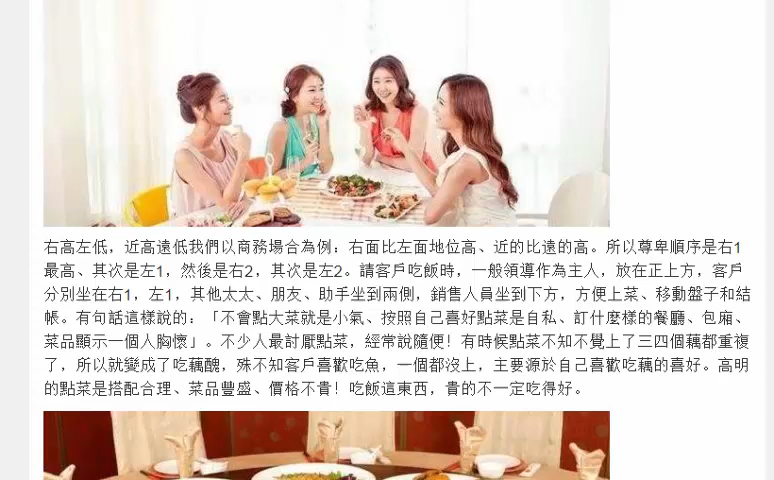 右高左低，近高遠低我們以商務場合為例：右面比左面地位高、近的比遠的高。所以尊卑順序是右1
最高、其次是左1，然後是右2，其次是左2。請客戶吃飯時，一般領導作為主人，放在正上方，客戶
分別坐在右1，左1，其他太太、朋友、助手坐到兩側，銷售人員坐到下方，方便上菜、移動盤子和結
帳。有句話這樣說的：「不會點大菜就是小氣、按照自己喜好點菜是自私、訂什麼樣的餐廳、包廂、
菜品顯示一個人胸懷」。不少人最討厭點菜，經常說隨便！有時候點菜不知不覺上了三四個藕都重複
了，所以就變成了吃藕醜，殊不知客戶喜歡吃魚，一個都沒上，主要源於自己喜歡吃藕的喜好。高明
的點菜是搭配合理、菜品豐盛、價格不貴！吃飯這東西，貴的不一定吃得好。